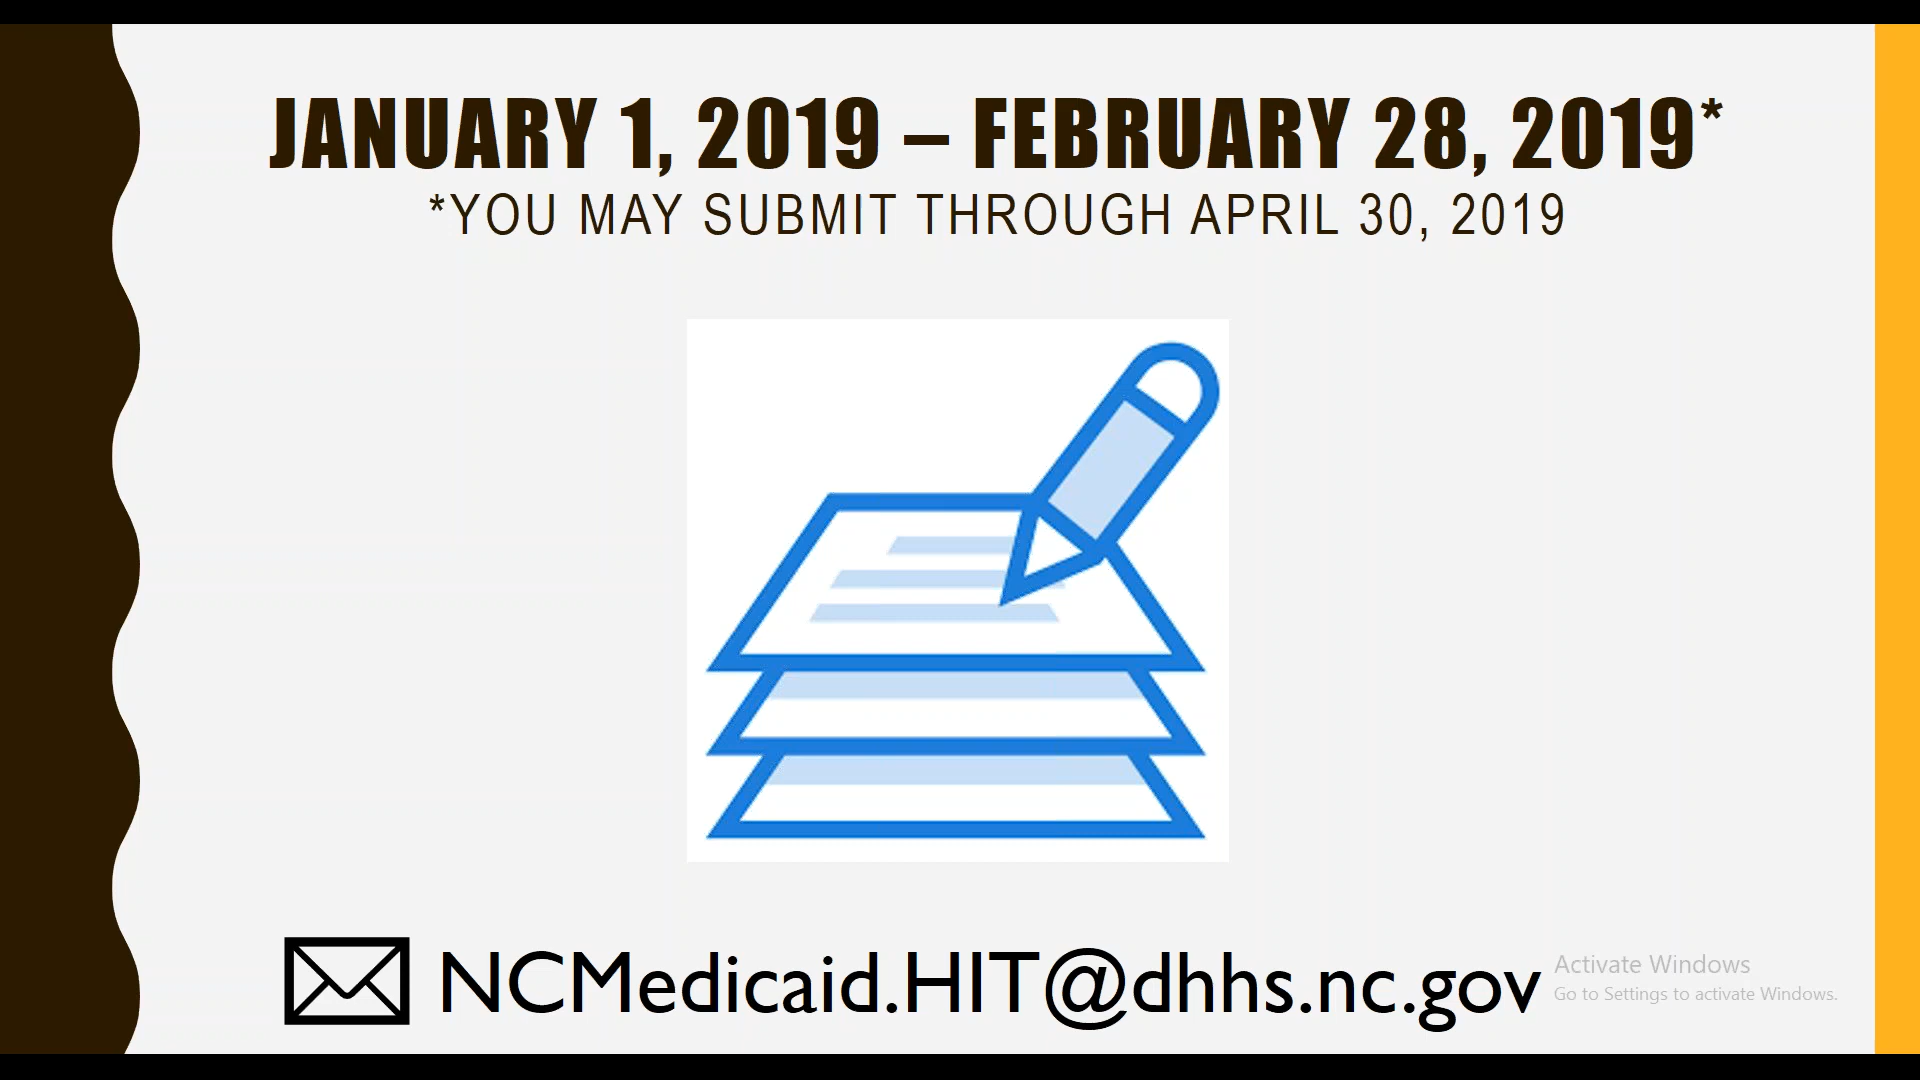 JANUARY 1, 2019 – FEBRUARY 28, 2019*
*YOU MAY SUBMIT THROUGH APRIL 30, 2019
NCMedicaid.HIT@dhhs.nc.gov
Activate Windows
Go to Settings to activate Windows.